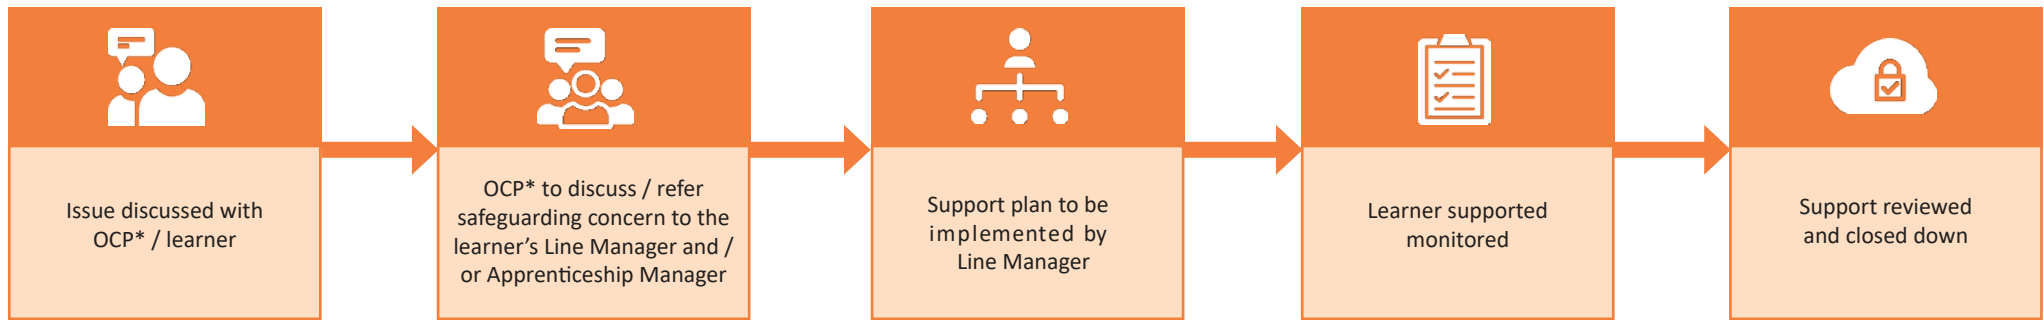 Issue discussed with
OCP* / learner
OCP* to discuss / refer
safeguarding concern to the
learner’s Line Manager and /
or Apprenticeship Manager
Support plan to be
implemented by
Line Manager
Learner supported
monitored
Support reviewed
and closed down